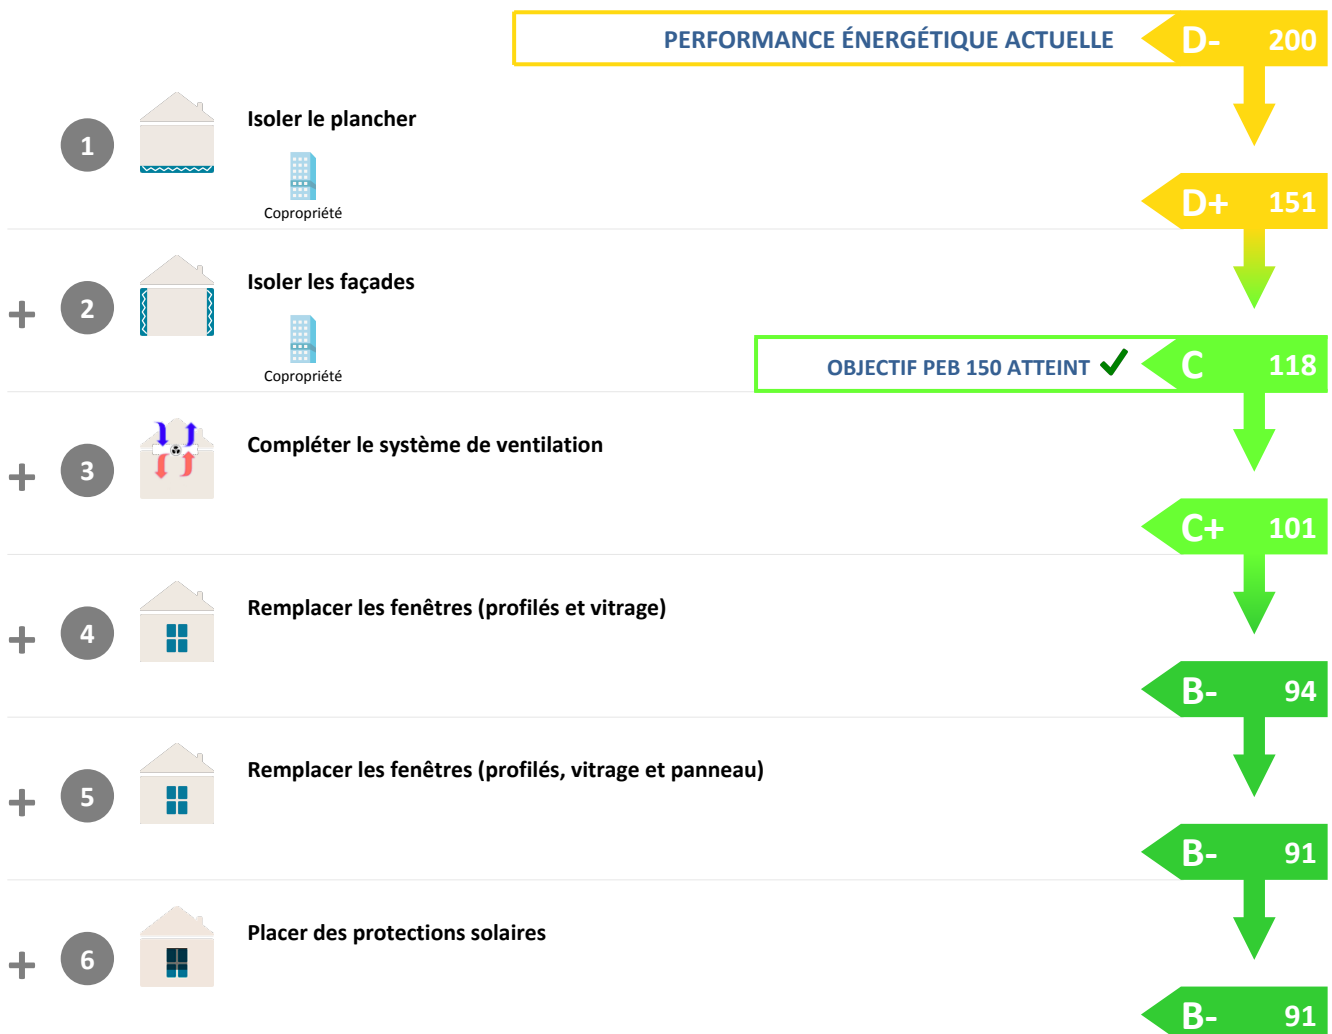 PERFORMANCE ÉNERGÉTIQUE ACTUELLE D- 200
1 Isoler le plancher
Copropriété
D+ 151
+ 2 Isoler les façades
Copropriété
OBJECTIF PEB 150 ATTEINT ✓ C 118
+ 3 Compléter le système de ventilation
C+ 101
+ 4 Remplacer les fenêtres (profilés et vitrage)
B- 94
+ 5 Remplacer les fenêtres (profilés, vitrage et panneau)
B- 91
+ 6 Placer des protections solaires
B- 91